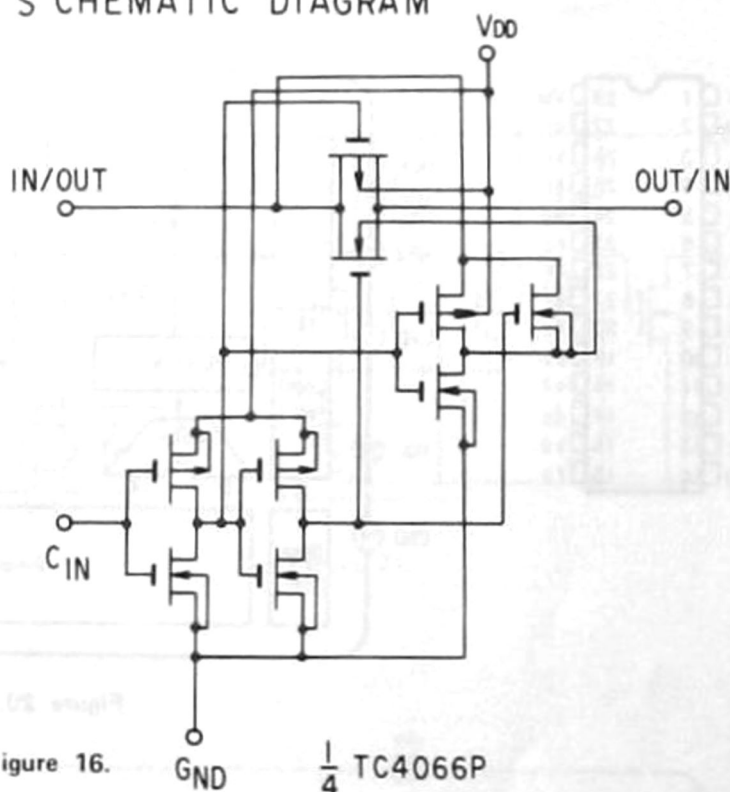 SCHEMATIC DIAGRAM
VDD
IN/OUT
OUT/IN
CIN
igure 16.
GND
1/4 TC4066P